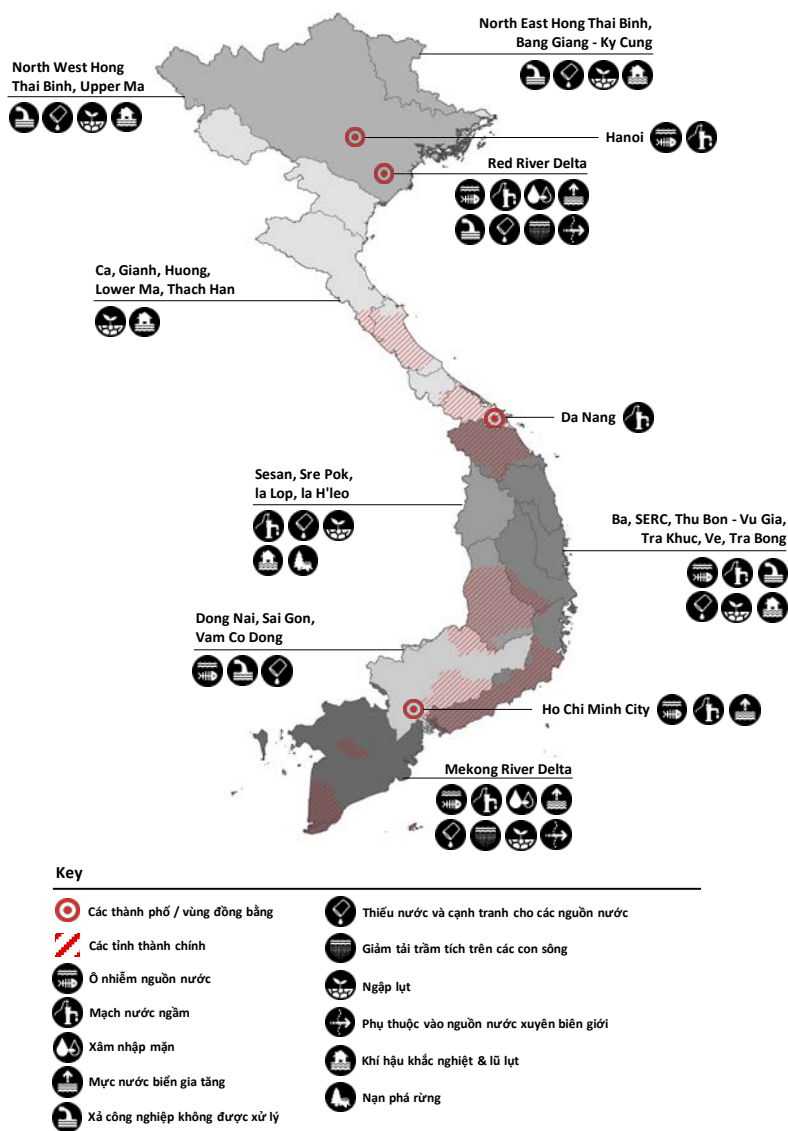 North East Hong Thai Binh,
Bang Giang - Ky Cung
North West Hong
Thai Binh, Upper Ma
Hanoi
Red River Delta
Ca, Gianh, Huong,
Lower Ma, Thach Han
Da Nang
Sesan, Sre Pok,
la Lop, la H'leo
Ba, SERC, Thu Bon - Vu Gia,
Tra Khuc, Ve, Tra Bong
Dong Nai, Sai Gon,
Vam Co Dong
Ho Chi Minh City
Mekong River Delta
Key
Các thành phố / vùng đồng bằng
Các tỉnh thành chính
Ô nhiễm nguồn nước
Mạch nước ngầm
Xâm nhập mặn
Mực nước biển gia tăng
Xả công nghiệp không được xử lý
Thiếu nước và cạnh tranh cho các nguồn nước
Giảm tải trầm tích trên các con sông
Ngập lụt
Phụ thuộc vào nguồn nước xuyên biên giới
Khí hậu khắc nghiệt & lũ lụt
Nạn phá rừng